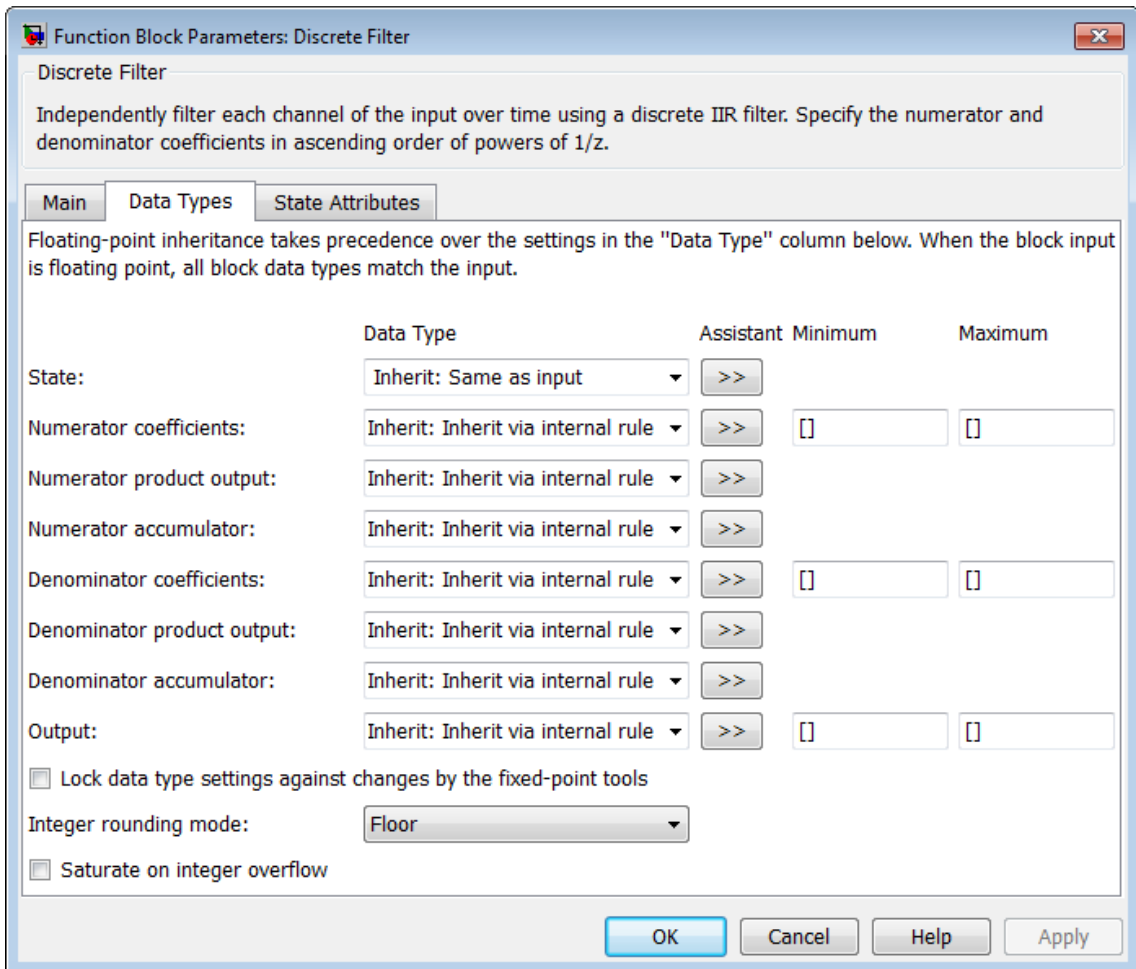 Function Block Parameters: Discrete Filter
Discrete Filter
Independently filter each channel of the input over time using a discrete IIR filter. Specify the numerator and
denominator coefficients in ascending order of powers of 1/z.
Main Data Types State Attributes
Floating-point inheritance takes precedence over the settings in the "Data Type" column below. When the block input
is floating point, all block data types match the input.
Data Type Assistant Minimum Maximum
State: Inherit: Same as input >>
Numerator coefficients: Inherit: Inherit via internal rule >> [] []
Numerator product output: Inherit: Inherit via internal rule >>
Numerator accumulator: Inherit: Inherit via internal rule >>
Denominator coefficients: Inherit: Inherit via internal rule >> [] []
Denominator product output: Inherit: Inherit via internal rule >>
Denominator accumulator: Inherit: Inherit via internal rule >>
Output: Inherit: Inherit via internal rule >> [] []
Lock data type settings against changes by the fixed-point tools
Integer rounding mode: Floor
Saturate on integer overflow
OK Cancel Help Apply